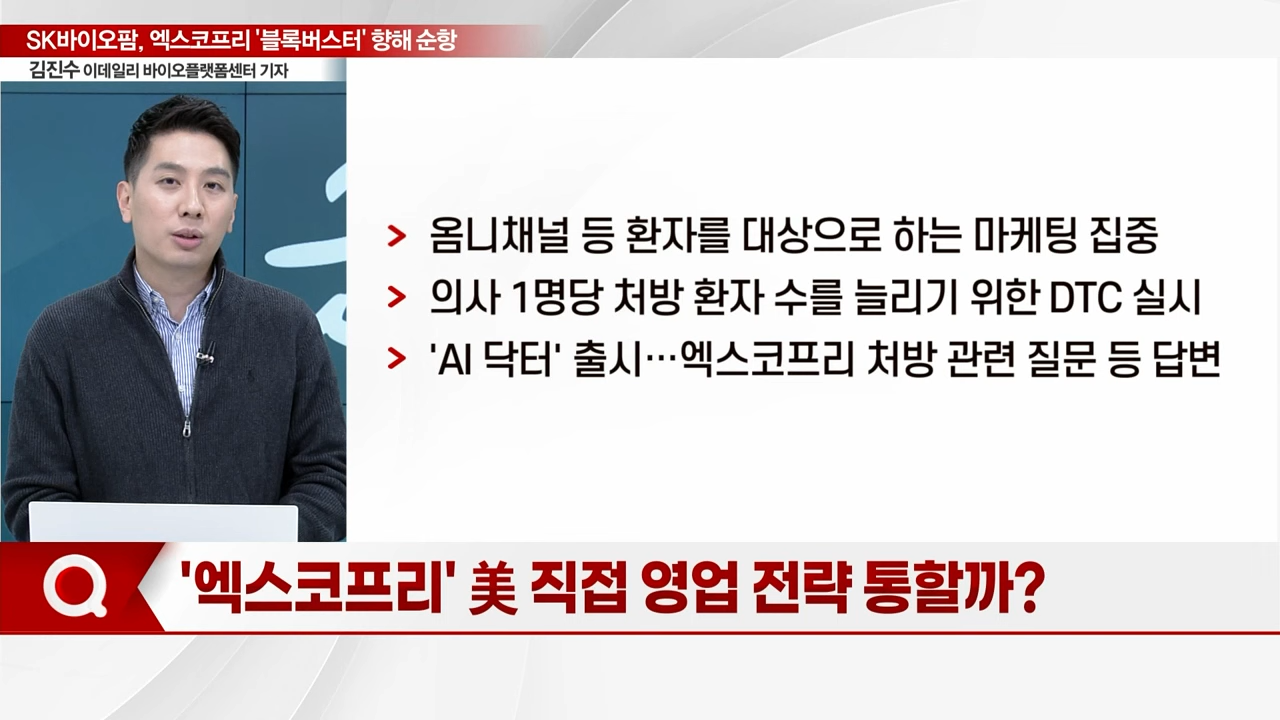 SK바이오팜, 엑스코프리 '블록버스터' 향해 순항
김진수 이데일리 바이오플랫폼센터 기자
> 옴니채널 등 환자를 대상으로 하는 마케팅 집중
> 의사 1명당 처방 환자 수를 늘리기 위한 DTC 실시
> 'AI 닥터' 출시…엑스코프리 처방 관련 질문 등 답변
Q '엑스코프리' 美 직접 영업 전략 통할까?